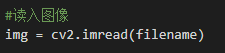 #读入图像
img = cv2.imread(filename)